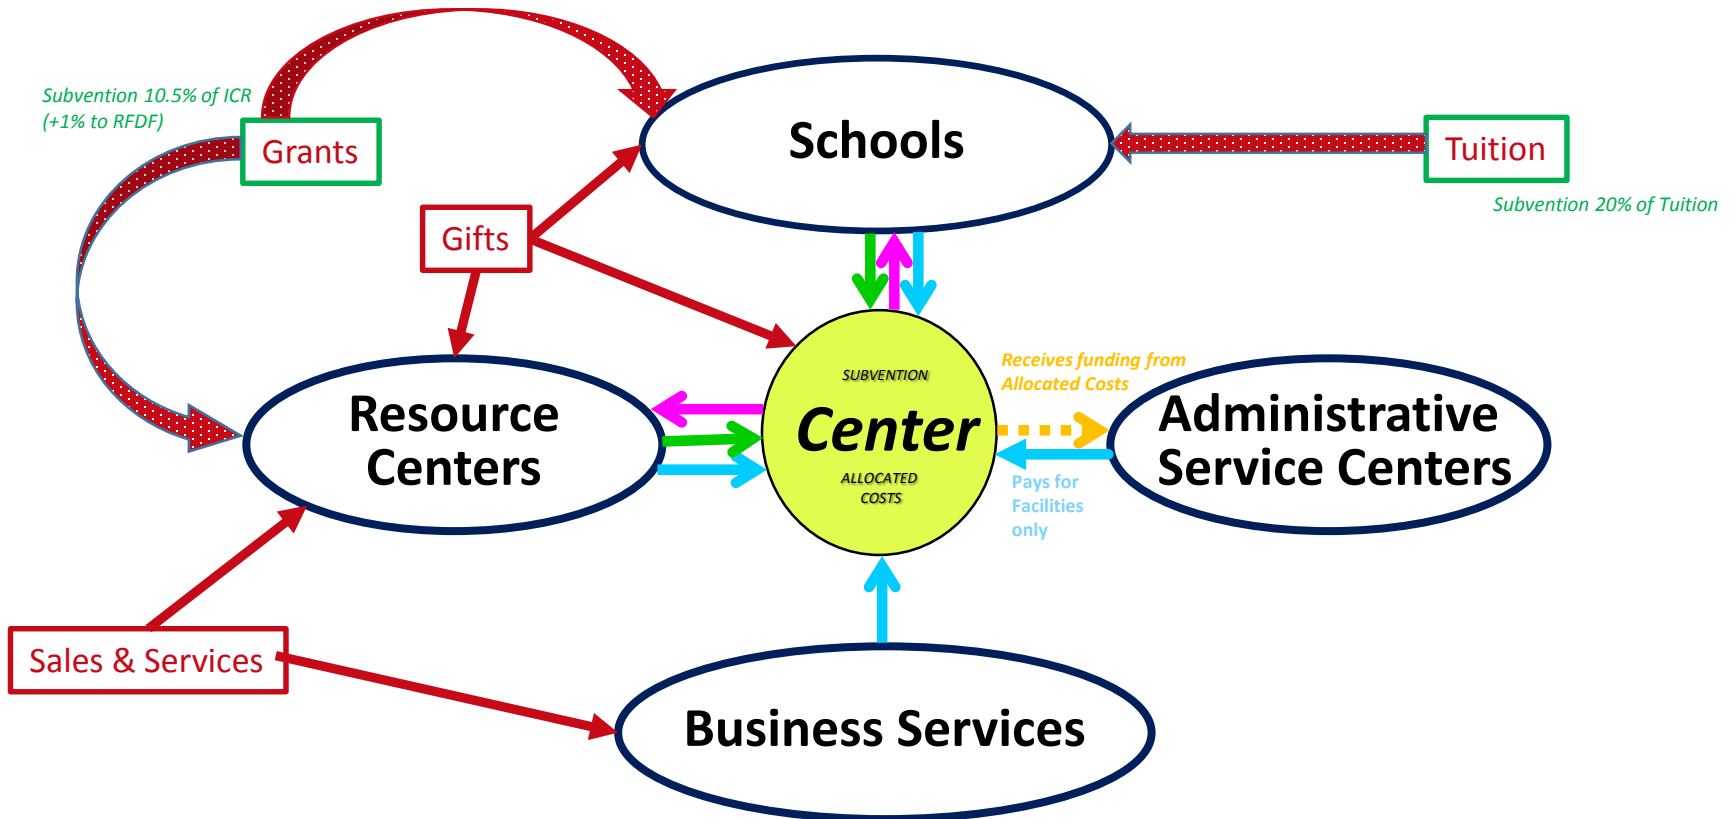 Subvention 10.5% of ICR
(+1% to RFDF)
Grants
Schools
Tuition
Subvention 20% of Tuition
Gifts
SUBVENTION
Center
ALLOCATED
COSTS
Receives funding from
Allocated Costs
Resource
Centers
Administrative
Service Centers
Pays for
Facilities
only
Sales & Services
Business Services